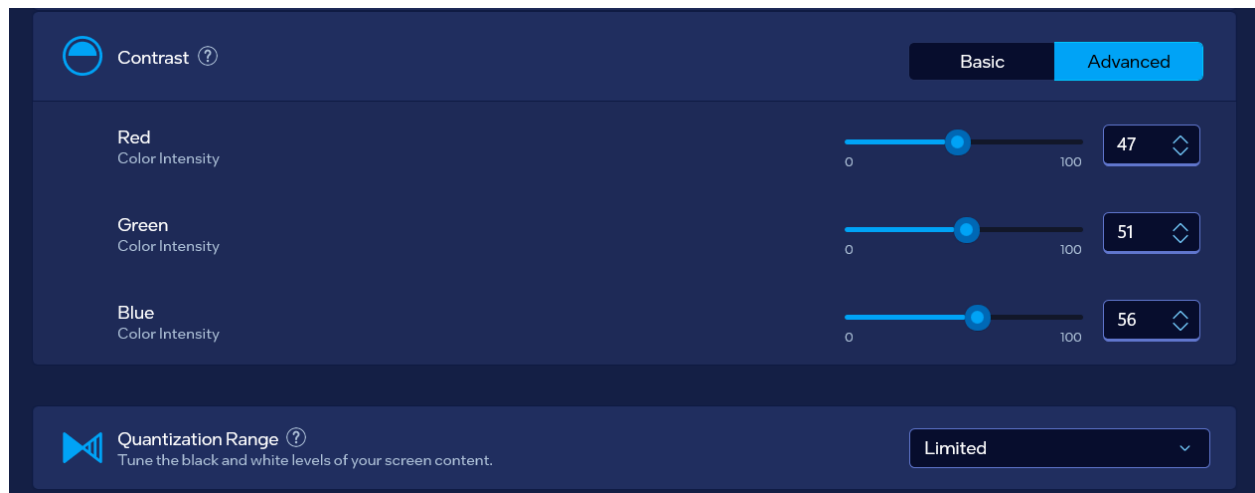 Contrast ?
Basic
Advanced
Red
Color Intensity
0
100
47
Green
Color Intensity
0
100
51
Blue
Color Intensity
0
100
56
Quantization Range ?
Tune the black and white levels of your screen content.
Limited